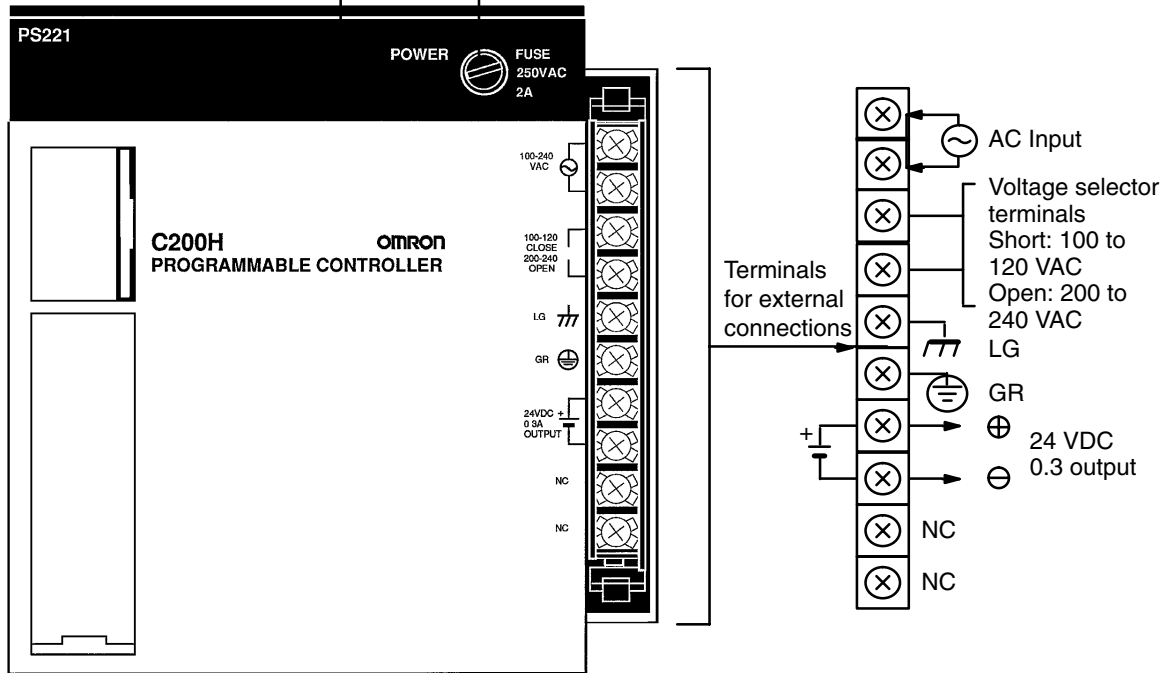 PS221
POWER
FUSE
250VAC
2A
C200H
OMRON
PROGRAMMABLE CONTROLLER
100-240
VAC
100-120
CLOSE
200-240
OPEN
LG
GR
24VDC +
0 3A
OUTPUT
NC
NC
Terminals
for external
connections
AC Input
Voltage selector
terminals
Short: 100 to
120 VAC
Open: 200 to
240 VAC
LG
GR
+
24 VDC
0.3 output
NC
NC